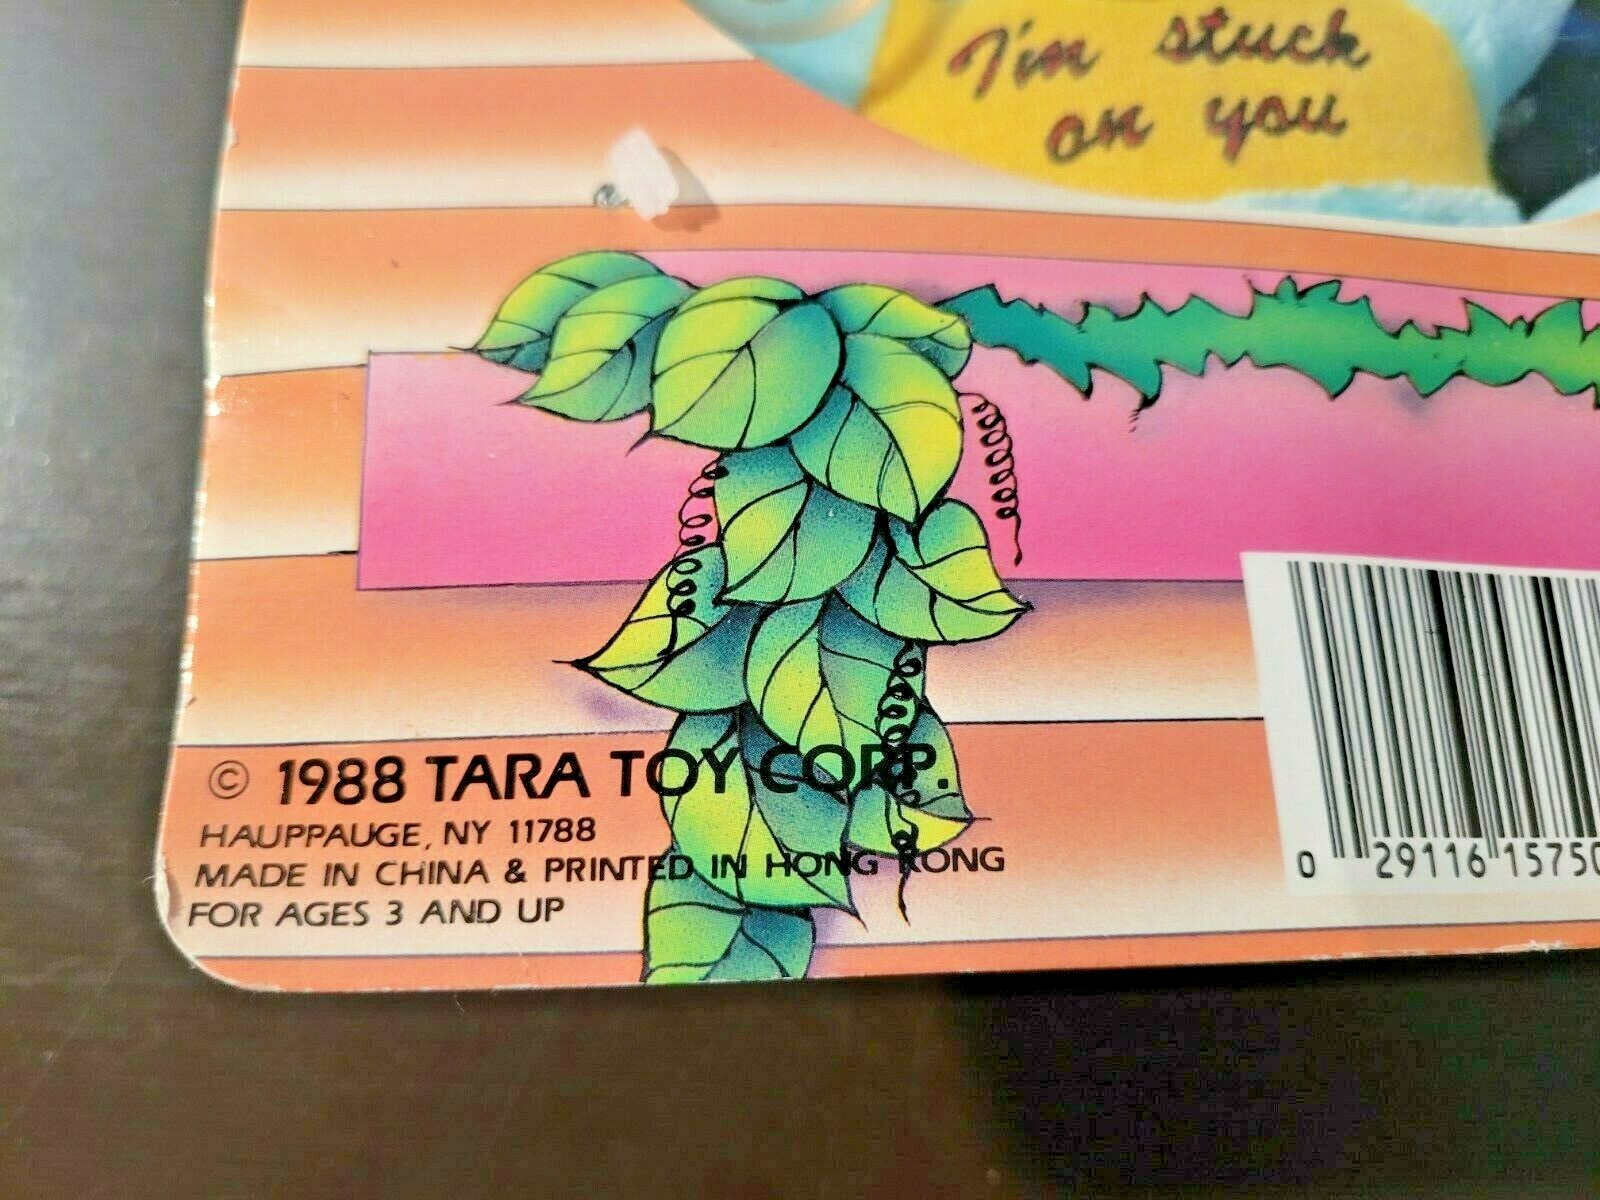 I'm stuck
on you
© 1988 TARA TOY CORP.
HAUPPAUGE, NY 11788
MADE IN CHINA & PRINTED IN HONG KONG
FOR AGES 3 AND UP
0 29116 15750